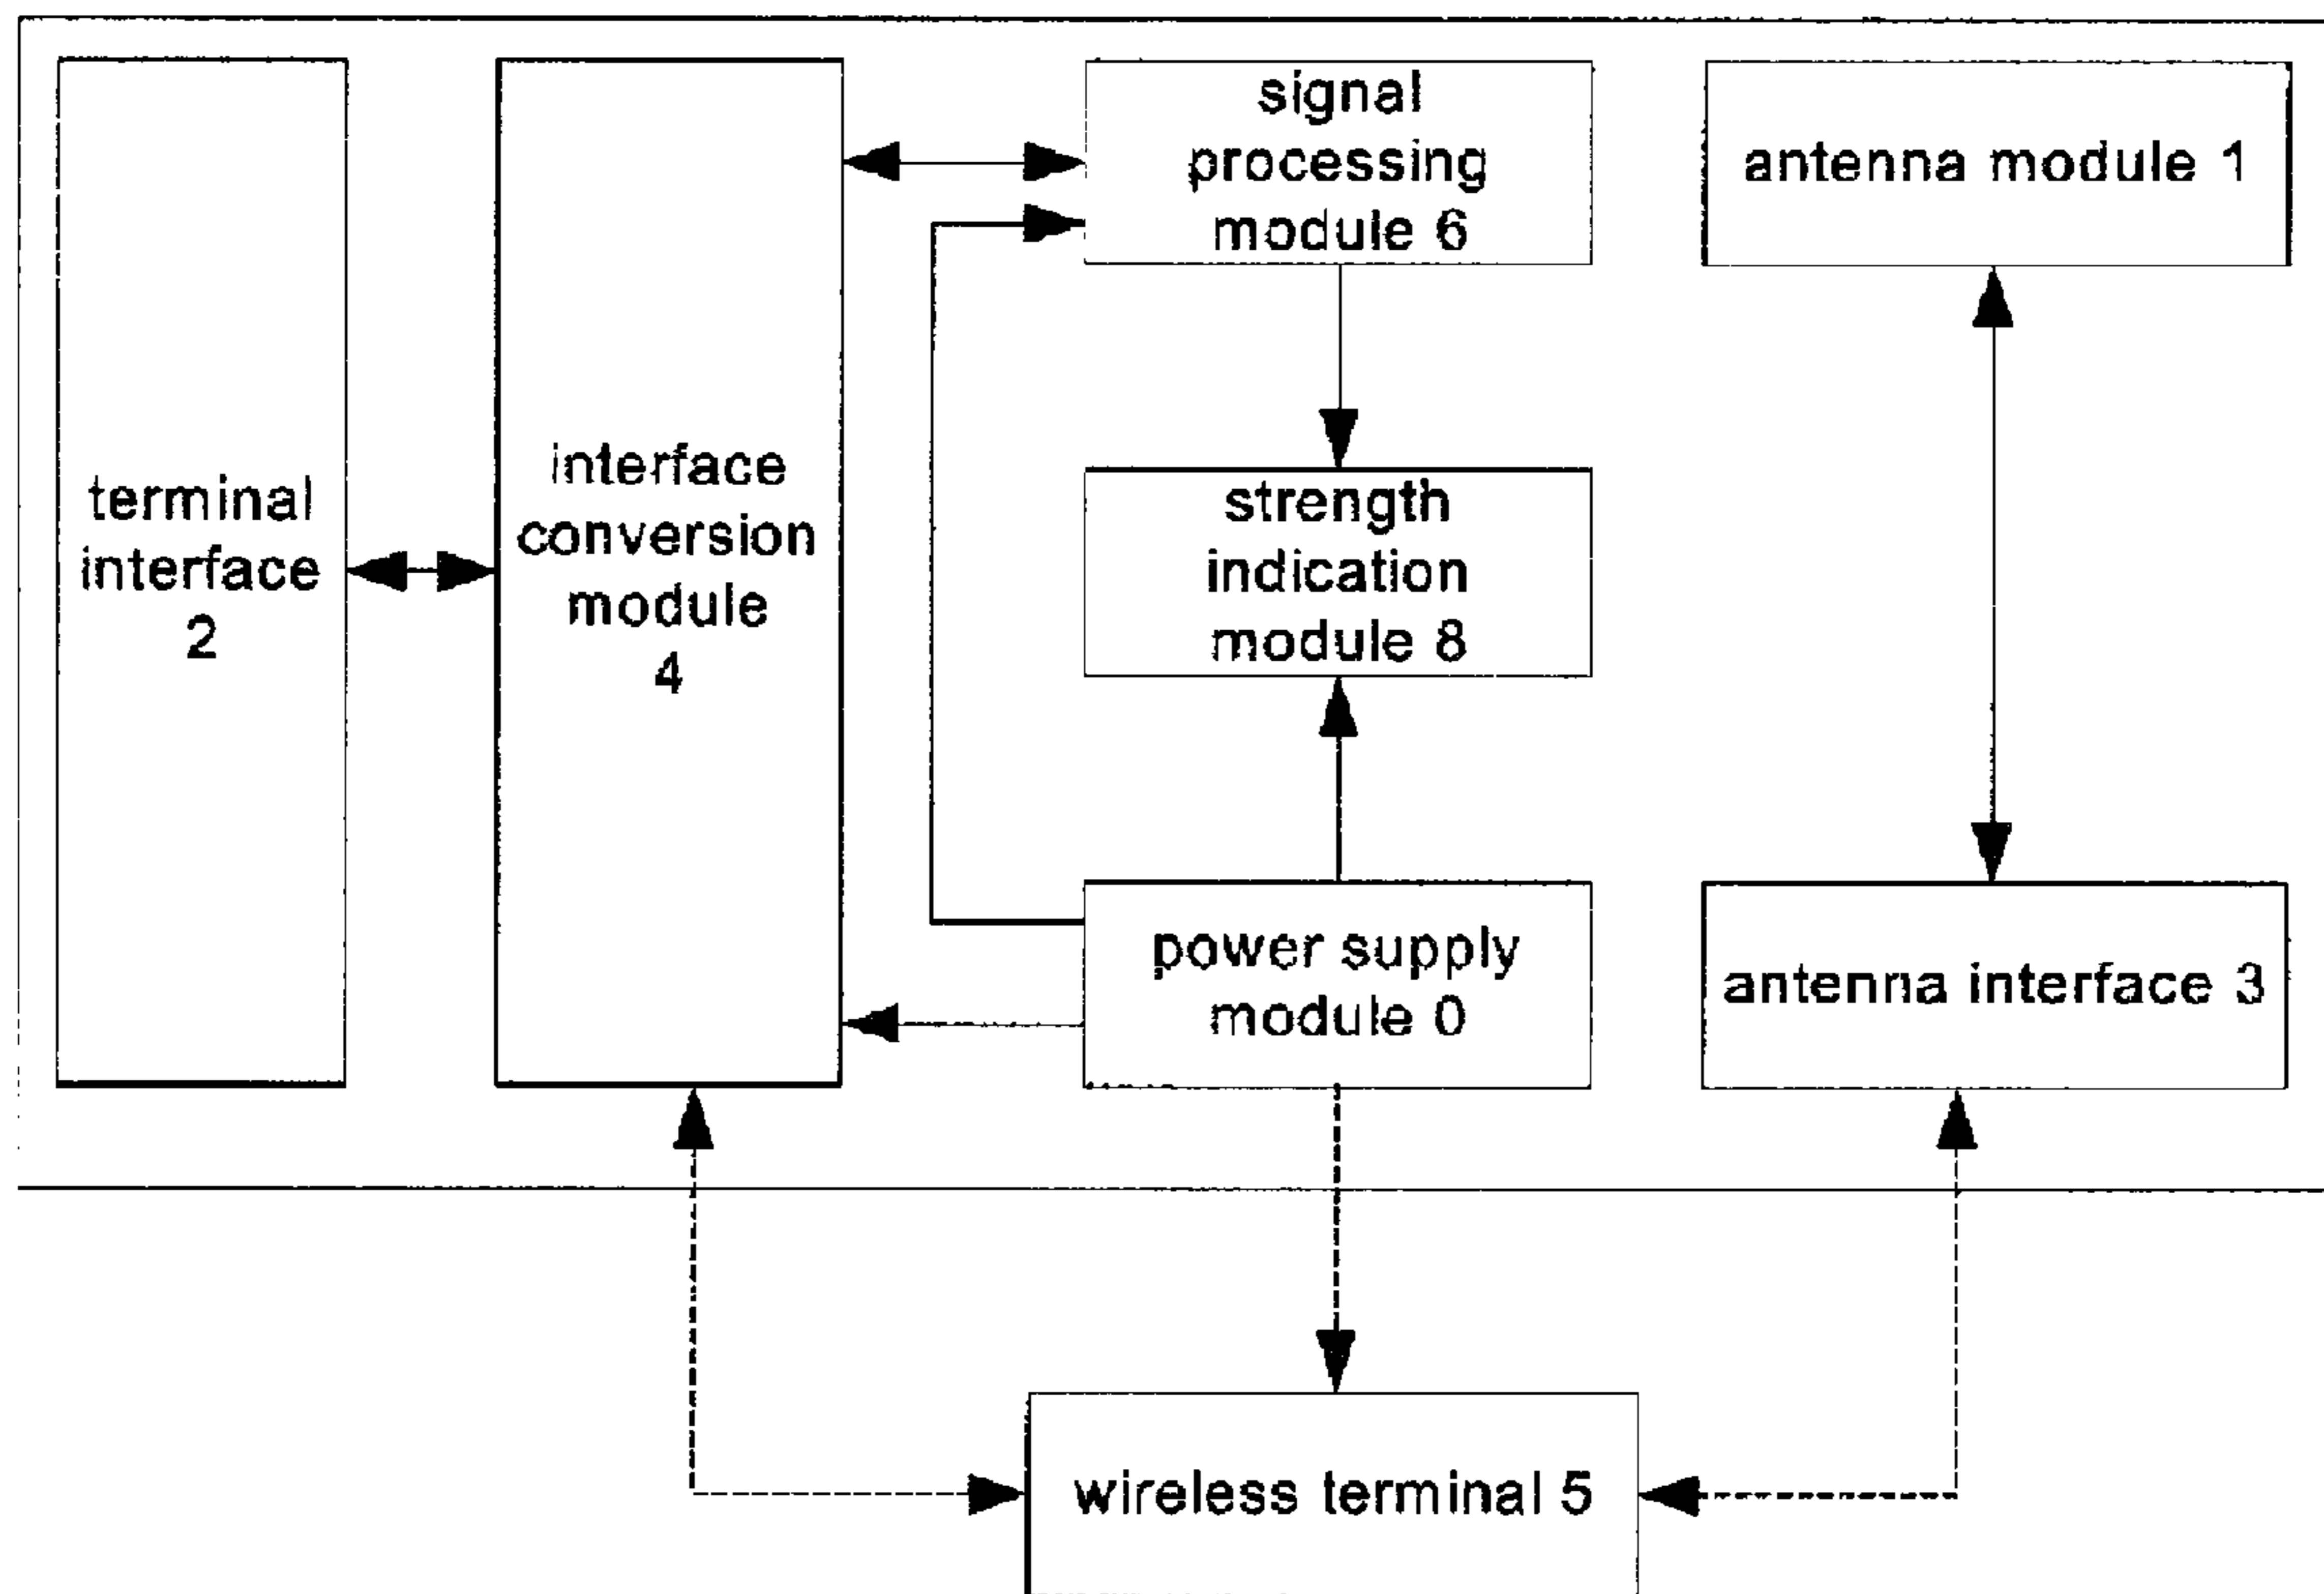 terminal
interface
2
interface
conversion
module
4
signal
processing
module 6
strength
indication
module 8
power supply
module 0
antenna module 1
antenna interface 3
wireless terminal 5